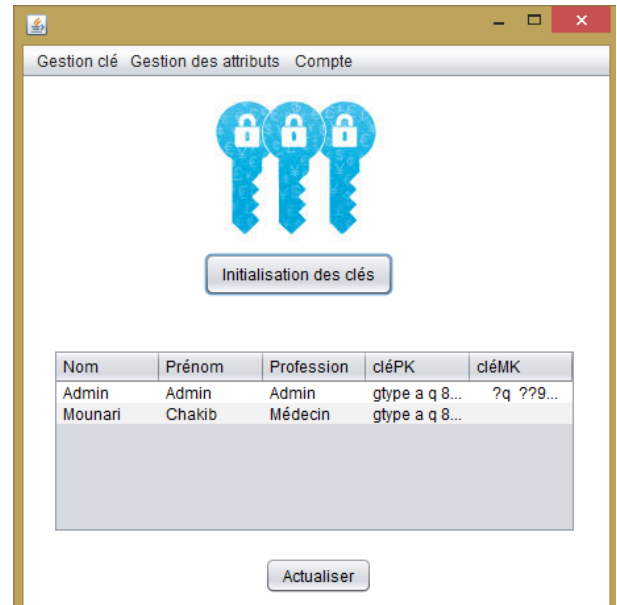 Gestion clé Gestion des attributs Compte
Initialisation des clés
Nom Prénom Profession cléPK cléMK
Admin Admin Admin gtype a q 8... ?q ??9...
Mounari Chakib Médecin gtype a q 8...
Actualiser